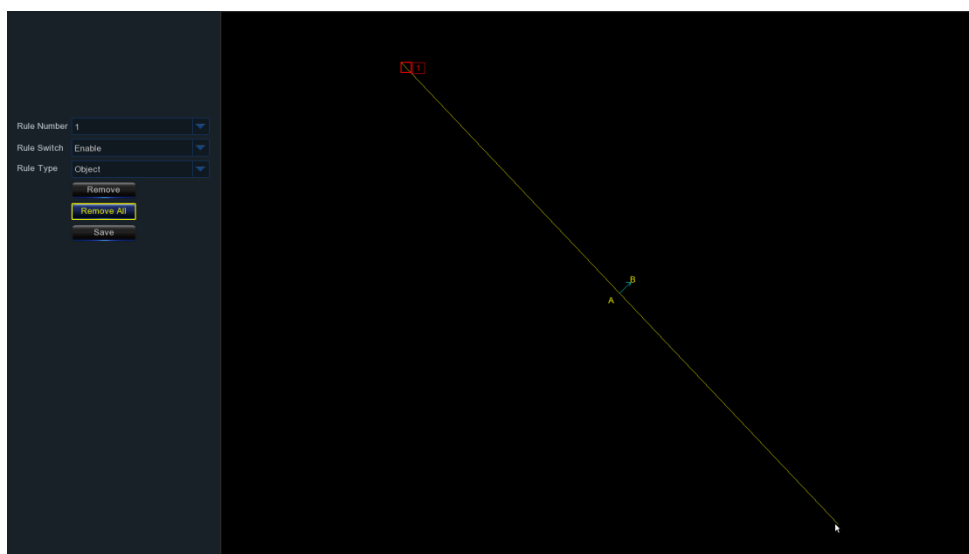 1
Rule Number 1
Rule Switch Enable
Rule Type Object
Remove
Remove All
Save
B
A